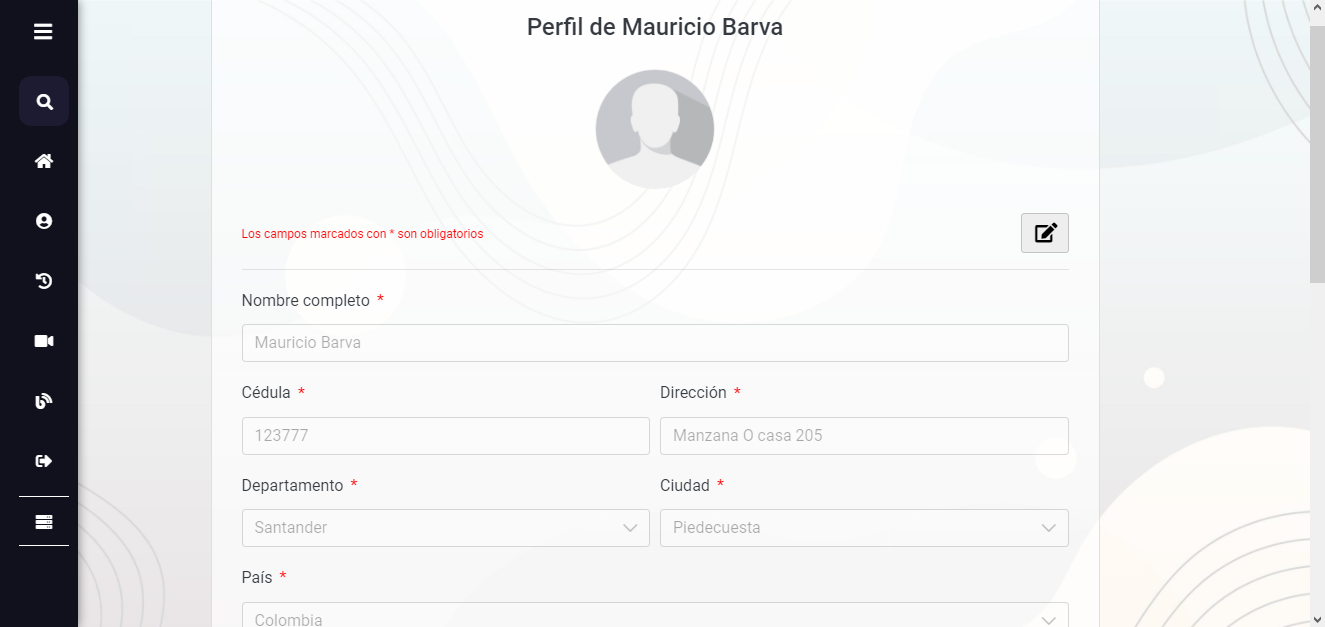 Perfil de Mauricio Barva
Los campos marcados con * son obligatorios
Nombre completo *
Mauricio Barva
Cédula * Dirección *
123777 Manzana O casa 205
Departamento * Ciudad *
Santander Piedecuesta
País *
Colombia